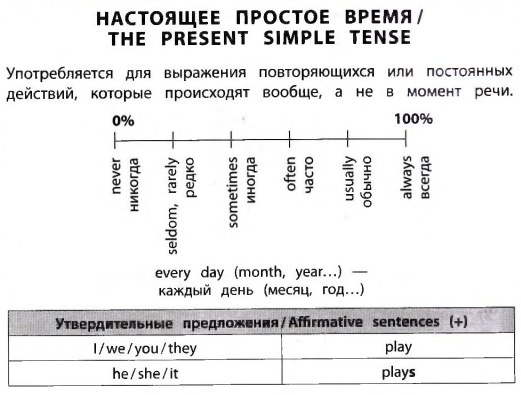 НАСТОЯЩЕЕ ПРОСТОЕ ВРЕМЯ /
THE PRESENT SIMPLE TENSE
Употребляется для выражения повторяющихся или постоянных
действий, которые происходят вообще, а не в момент речи.
0% 100%
never
никогда
seldom, rarely
редко
sometimes
иногда
often
часто
usually
обычно
always
всегда
every day (month, year...) —
каждый день (месяц, год...)
Утвердительные предложения / Affirmative sentences (+)
I / we / you / they play
he / she / it plays